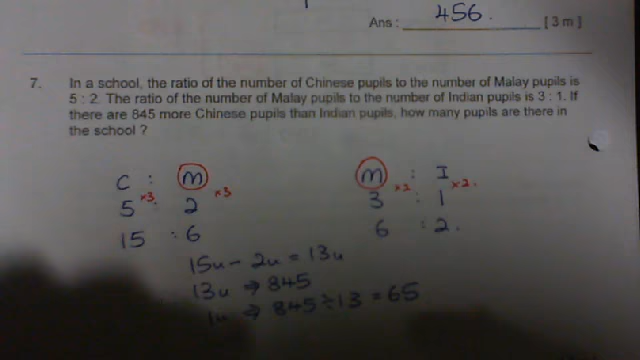 Ans : 456. [ 3 m ]
7. In a school, the ratio of the number of Chinese pupils to the number of Malay pupils is
5 : 2. The ratio of the number of Malay pupils to the number of Indian pupils is 3 : 1. If
there are 845 more Chinese pupils than Indian pupils, how many pupils are there in
the school ?
C : M M : I
5 ×3 : 2 ×3 3 ×2 : 1 ×2.
15 : 6 6 : 2.
15u - 2u = 13u
13u → 845
1u → 845 ÷ 13 = 65